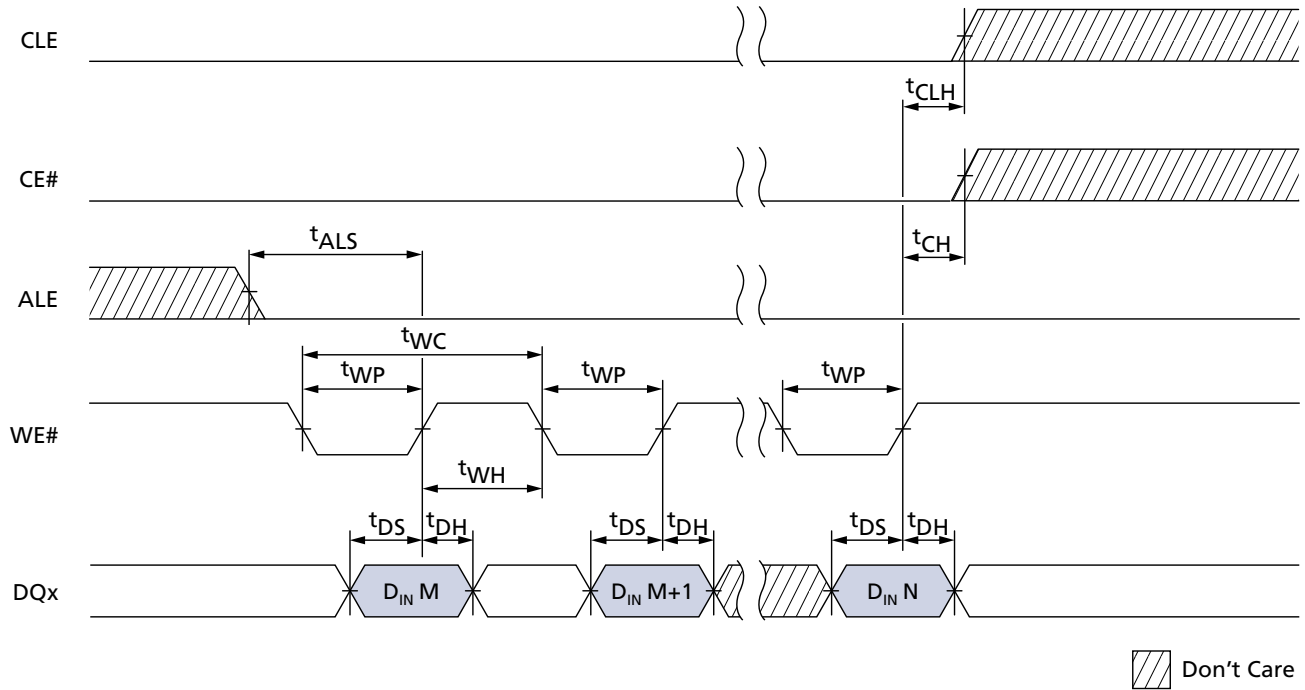 CLE
tCLH
CE#
tALS
tCH
ALE
tWC
tWP
tWP
tWP
WE#
tWH
tDS
tDH
tDS
tDH
tDS
tDH
DQx
DIN M
DIN M+1
DIN N
Don't Care